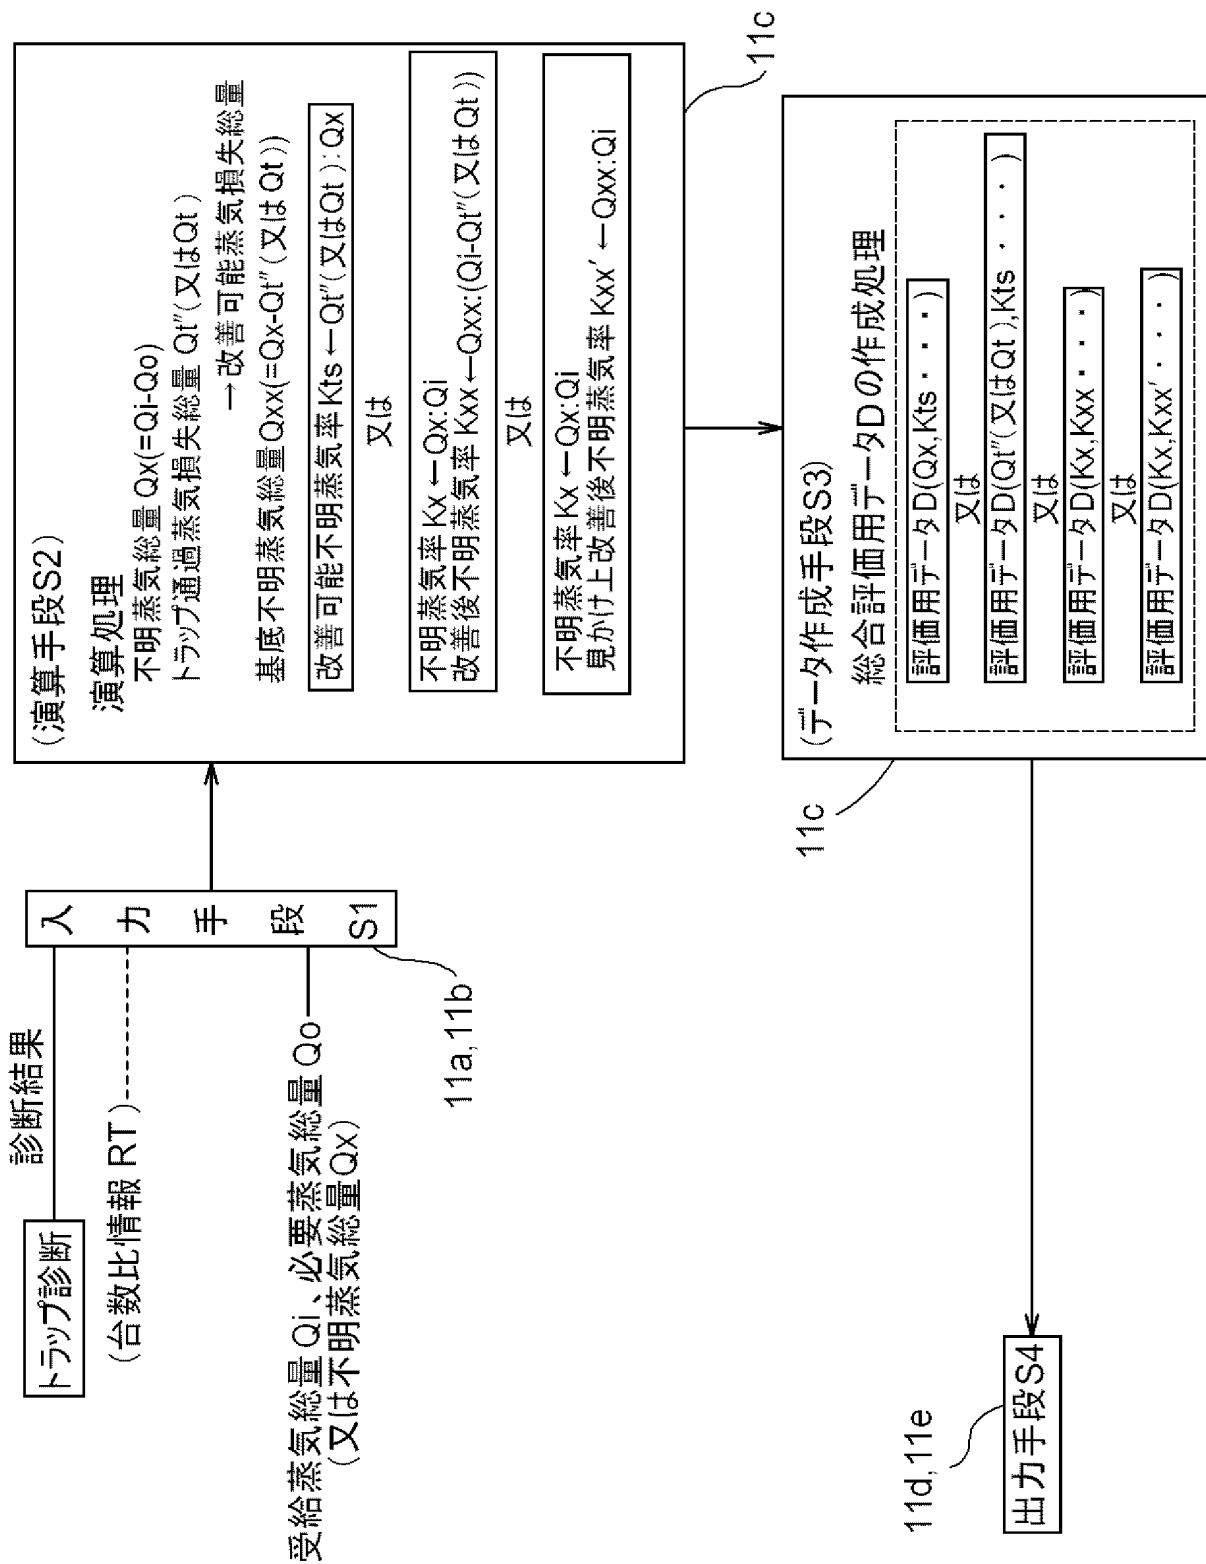 診断結果
トラップ診断
(台数比情報 RT)
受給蒸気総量 Qi、必要蒸気総量 Qo
(又は不明蒸気総量 Qx)
入力手段 S1
11a,11b
(演算手段S2)
演算処理
不明蒸気総量 Qx(=Qi-Qo)
トラップ通過蒸気損失総量 Qt″(又はQt)
→改善可能蒸気損失総量
基底不明蒸気総量Qxx(=Qx-Qt″(又はQt))
改善可能不明蒸気率 Kts←Qt″(又はQt):Qx
又は
不明蒸気率 Kx←Qx:Qi
改善後不明蒸気率 Kxx←Qxx:(Qi-Qt″(又はQt))
又は
不明蒸気率 Kx←Qx:Qi
見かけ上改善後不明蒸気率 Kxx′←Qxx:Qi
11c
(データ作成手段S3)
総合評価用データDの作成処理
評価用データD(Qx,Kts・・・・)
又は
評価用データD(Qt″(又はQt),Kts・・・・)
又は
評価用データD(Kx,Kxx・・・・)
又は
評価用データD(Kx,Kxx′・・・・)
11c
出力手段S4
11d,11e